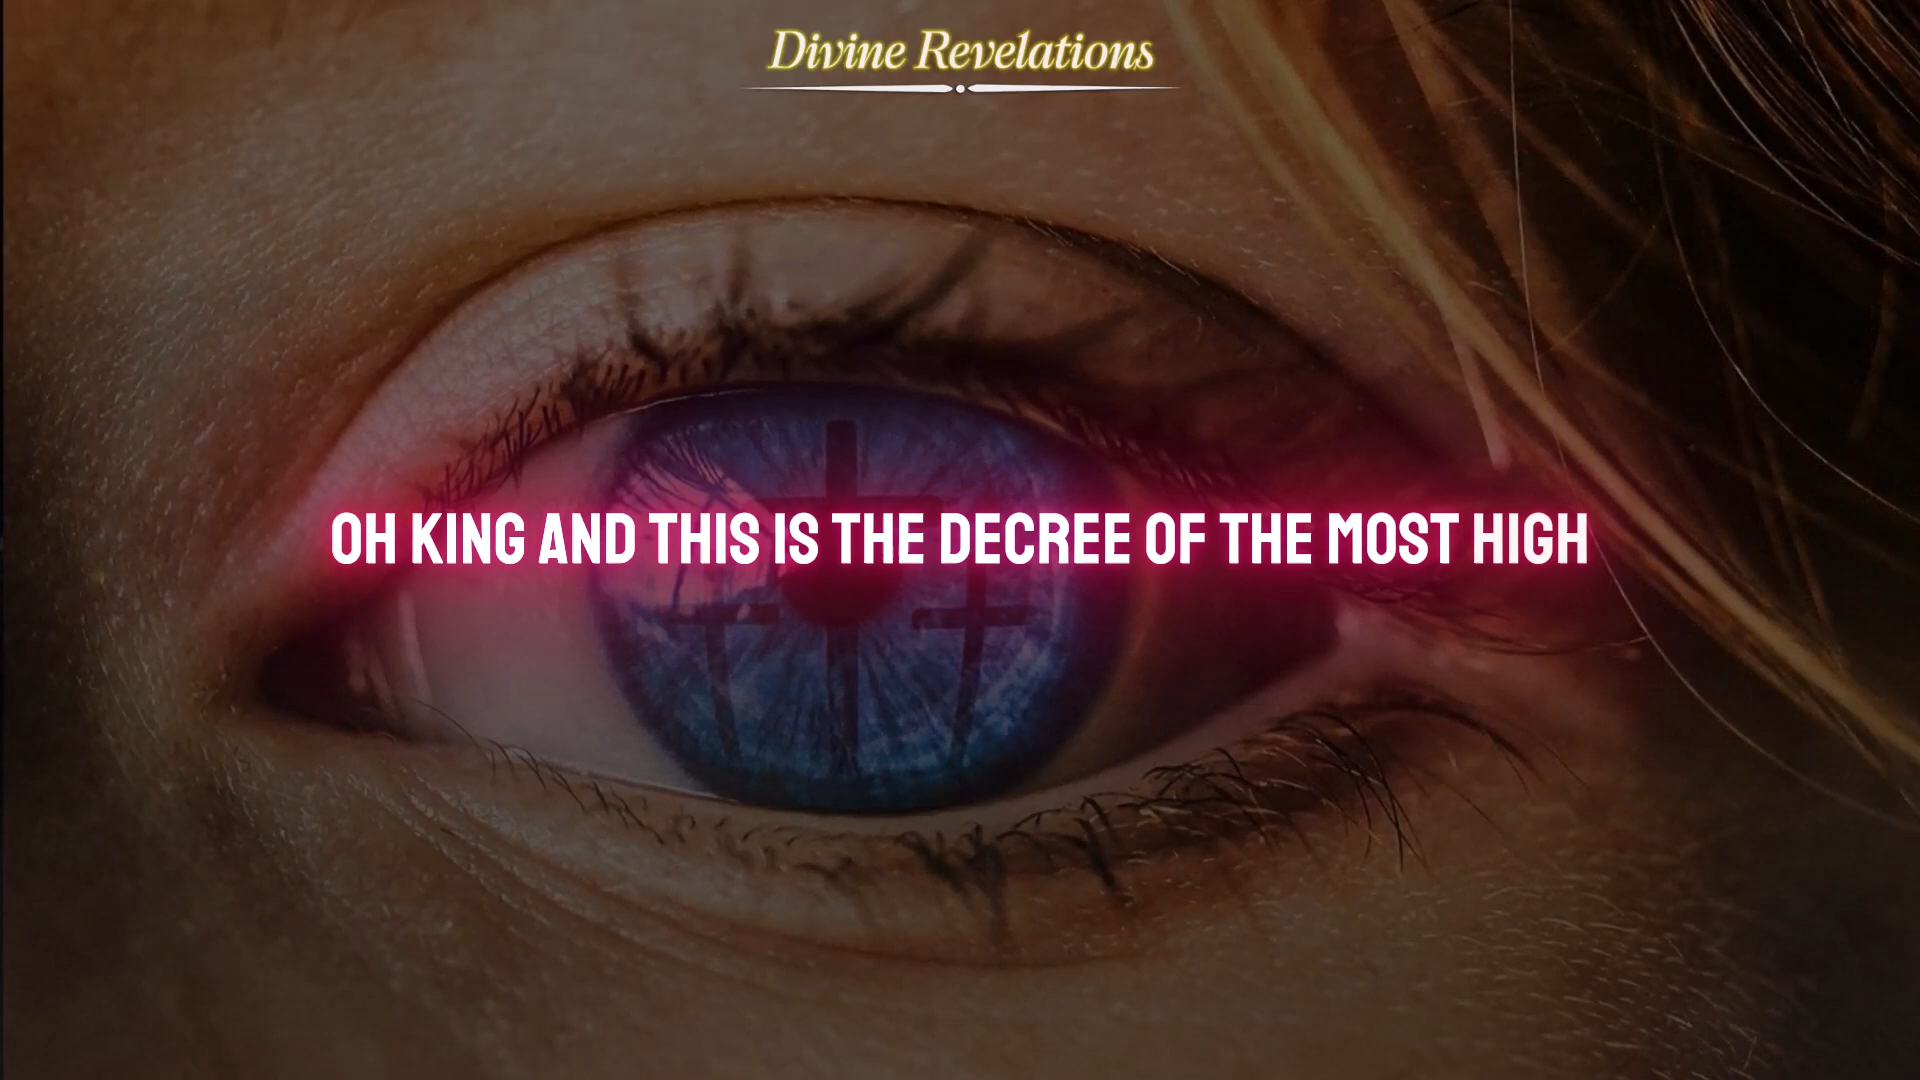 Divine Revelations
OH KING AND THIS IS THE DECREE OF THE MOST HIGH